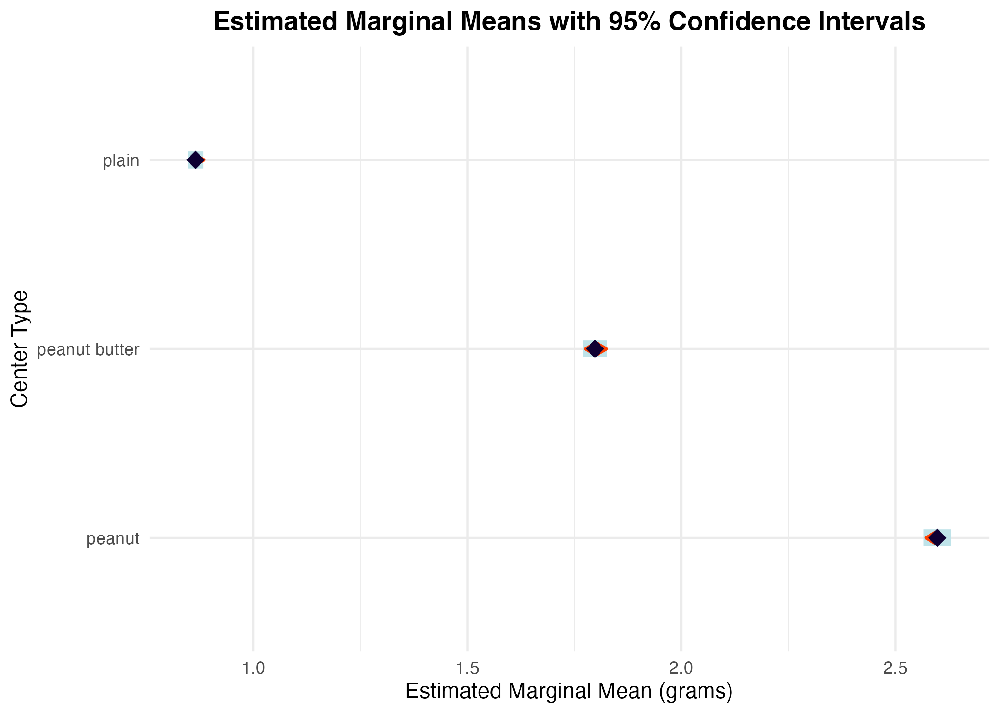 Estimated Marginal Means with 95% Confidence Intervals
plain
peanut butter
peanut
Center Type
1.0 1.5 2.0 2.5
Estimated Marginal Mean (grams)